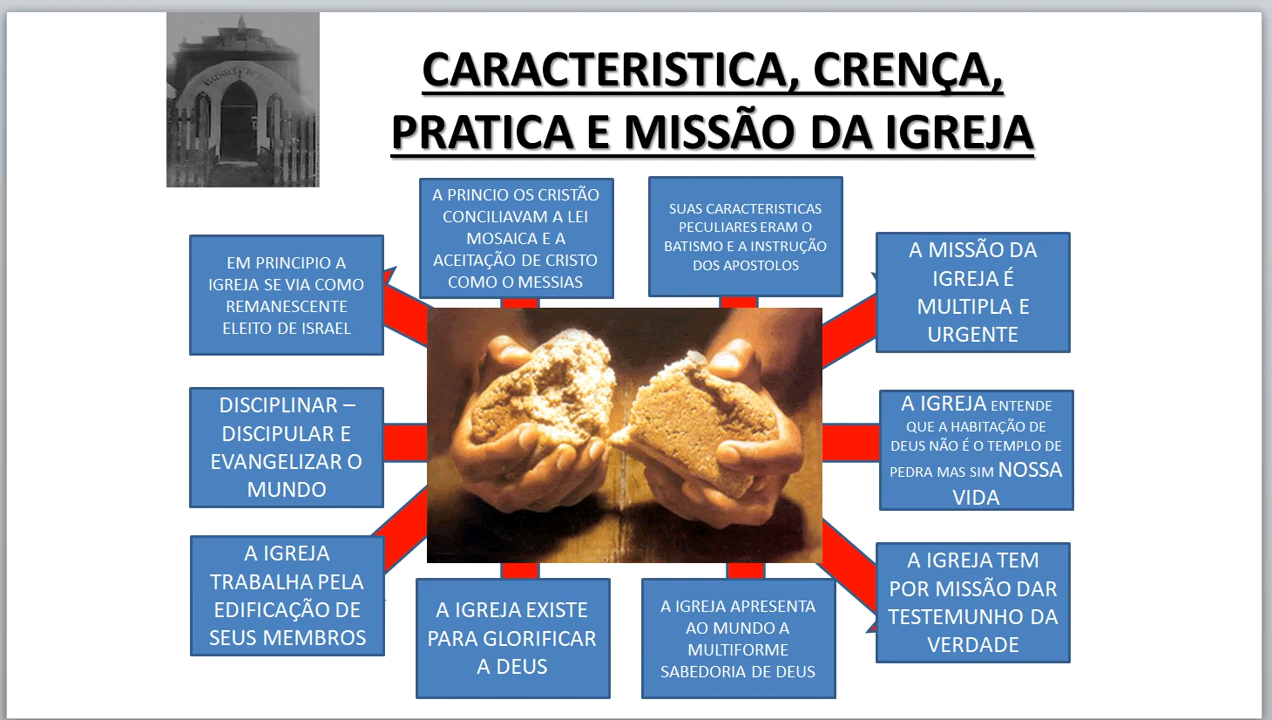 CARACTERISTICA, CRENÇA,
PRATICA E MISSÃO DA IGREJA
A PRINCIO OS CRISTÃO
CONCILIAVAM A LEI
MOSAICA E A
ACEITAÇÃO DE CRISTO
COMO O MESSIAS
SUAS CARACTERISTICAS
PECULIARES ERAM O
BATISMO E A INSTRUÇÃO
DOS APOSTOLOS
EM PRINCIPIO A
IGREJA SE VIA COMO
REMANESCENTE
ELEITO DE ISRAEL
A MISSÃO DA
IGREJA É
MULTIPLA E
URGENTE
DISCIPLINAR –
DISCIPULAR E
EVANGELIZAR O
MUNDO
A IGREJA ENTENDE
QUE A HABITAÇÃO DE
DEUS NÃO É O TEMPLO DE
PEDRA MAS SIM NOSSA
VIDA
A IGREJA
TRABALHA PELA
EDIFICAÇÃO DE
SEUS MEMBROS
A IGREJA EXISTE
PARA GLORIFICAR
A DEUS
A IGREJA APRESENTA
AO MUNDO A
MULTIFORME
SABEDORIA DE DEUS
A IGREJA TEM
POR MISSÃO DAR
TESTEMUNHO DA
VERDADE